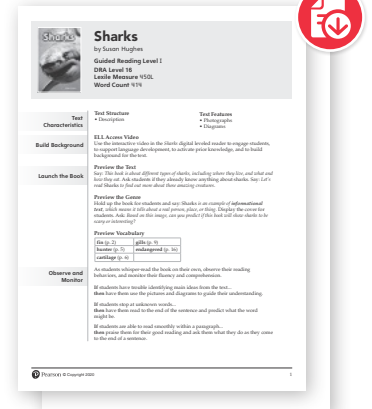 Sharks
Sharks
by Susan Hughes
Guided Reading Level I
DRA Level 16
Lexile Measure 450L
Word Count 414
Text
Characteristics
Text Structure
• Description
Text Features
• Photographs
• Diagrams
Build Background
ELL Access Video
Use the interactive video in the Sharks digital leveled reader to engage students,
to support language development, to activate prior knowledge, and to build
background for the text.
Launch the Book
Preview the Text
Say: This book is about different types of sharks, including where they live, and what and
how they eat. Ask students if they already know anything about sharks. Say: Let's
read Sharks to find out more about these amazing creatures.
Preview the Genre
Hold up the book for students and say: Sharks is an example of informational
text, which means it tells about a real person, place, or thing. Display the cover for
students. Ask: Based on this image, can you predict if this book will show sharks to be
scary or interesting?
Preview Vocabulary
fin (p. 2) gills (p. 9)
hunter (p. 5) endangered (p. 16)
cartilage (p. 6)
Observe and
Monitor
As students whisper-read the book on their own, observe their reading
behaviors, and monitor their fluency and comprehension.
If students have trouble identifying main ideas from the text...
then have them use the pictures and diagrams to guide their understanding.
If students stop at unknown words...
then have them read to the end of the sentence and predict what the word
might be.
If students are able to read smoothly within a paragraph...
then praise them for their good reading and ask them what they do as they come
to the end of a sentence.
Pearson © Copyright 2020
1